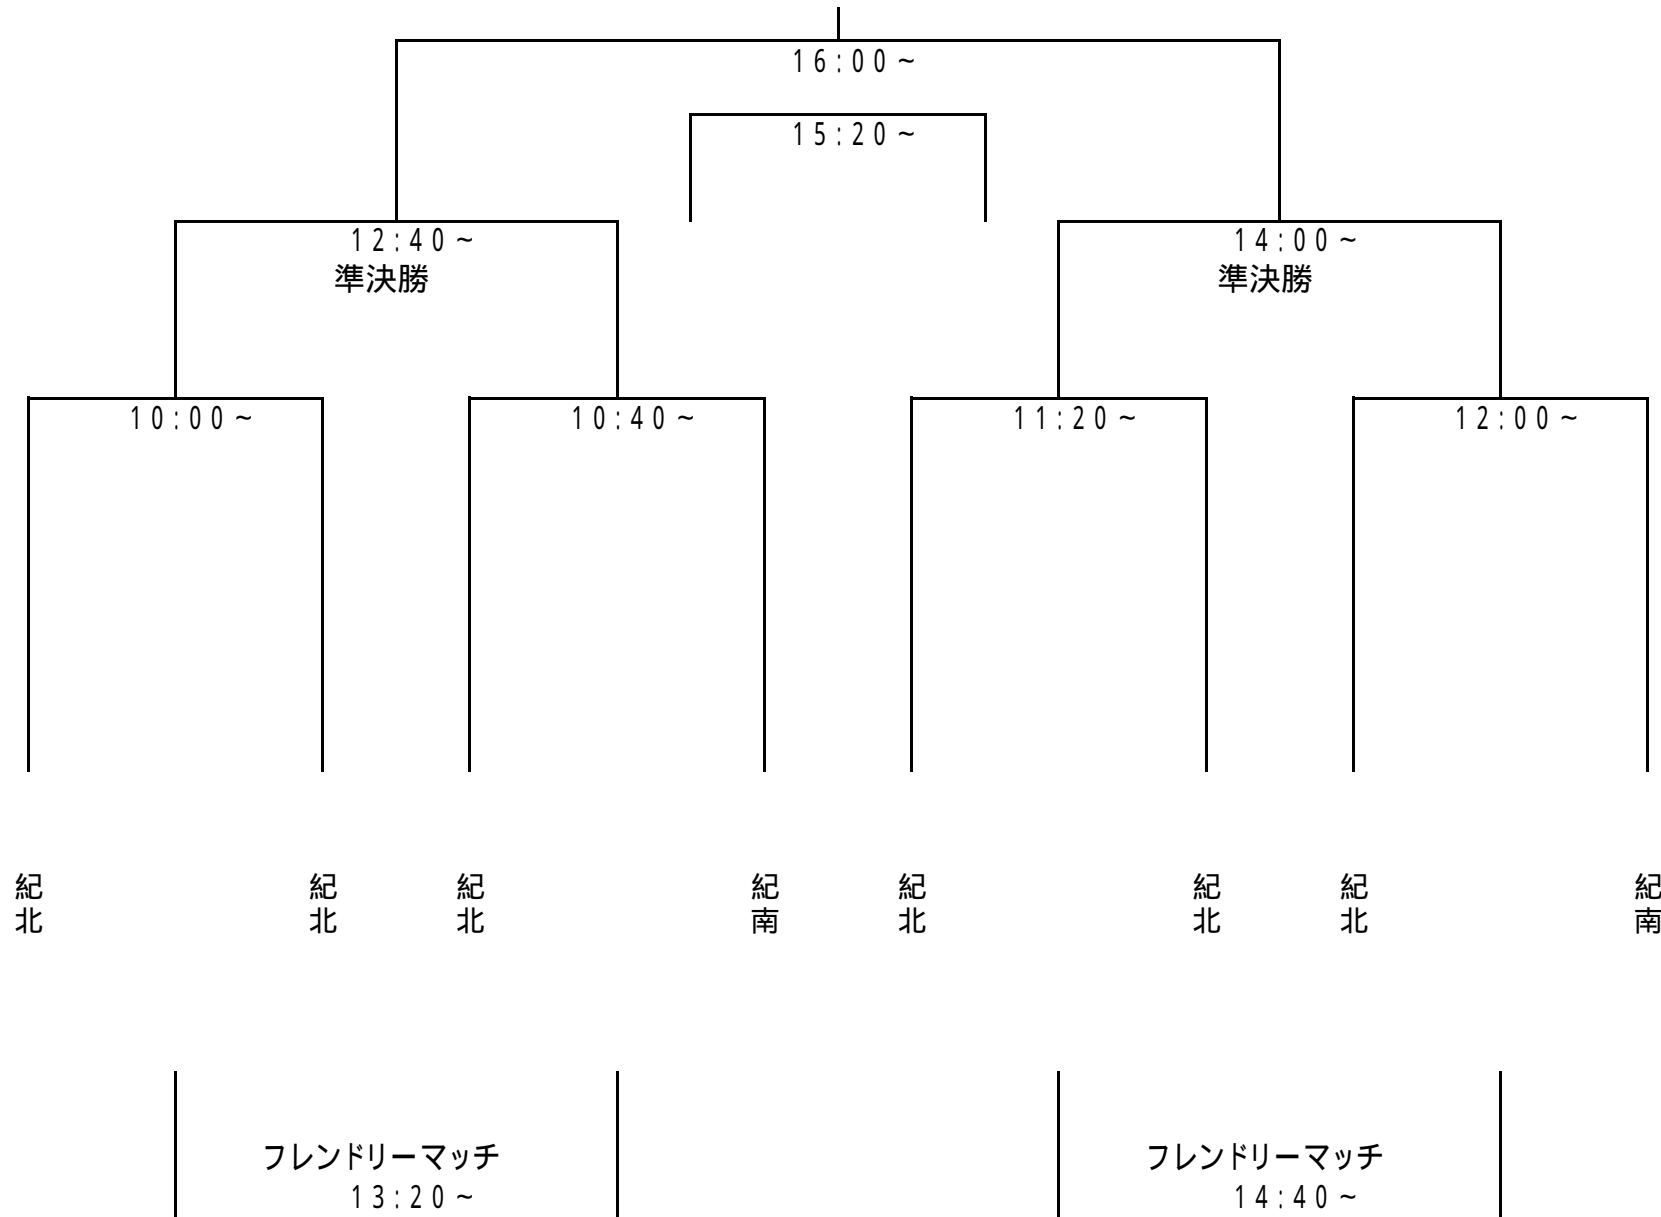 16:00~
15:20~
12:40~
14:00~
準決勝
準決勝
10:00~
10:40~
11:20~
12:00~
紀北
紀北
紀北
紀南
紀北
紀北
紀北
紀南
フレンドリーマッチ
フレンドリーマッチ
13:20~
14:40~